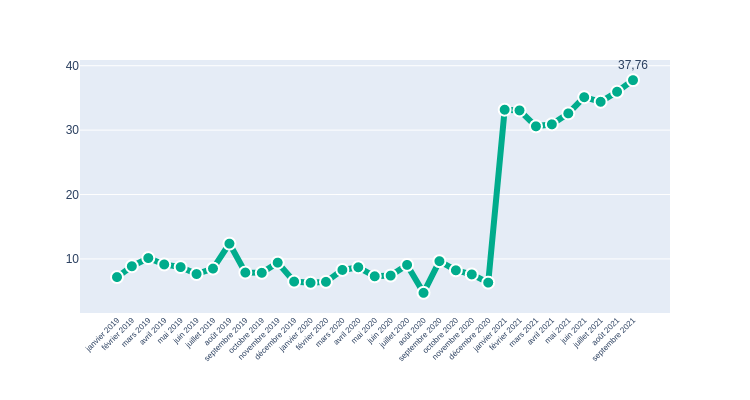 40
30
20
10
37,76
janvier 2019
février 2019
mars 2019
avril 2019
mai 2019
juin 2019
juillet 2019
août 2019
septembre 2019
octobre 2019
novembre 2019
décembre 2019
janvier 2020
février 2020
mars 2020
avril 2020
mai 2020
juin 2020
juillet 2020
août 2020
septembre 2020
octobre 2020
novembre 2020
décembre 2020
janvier 2021
février 2021
mars 2021
avril 2021
mai 2021
juin 2021
juillet 2021
août 2021
septembre 2021